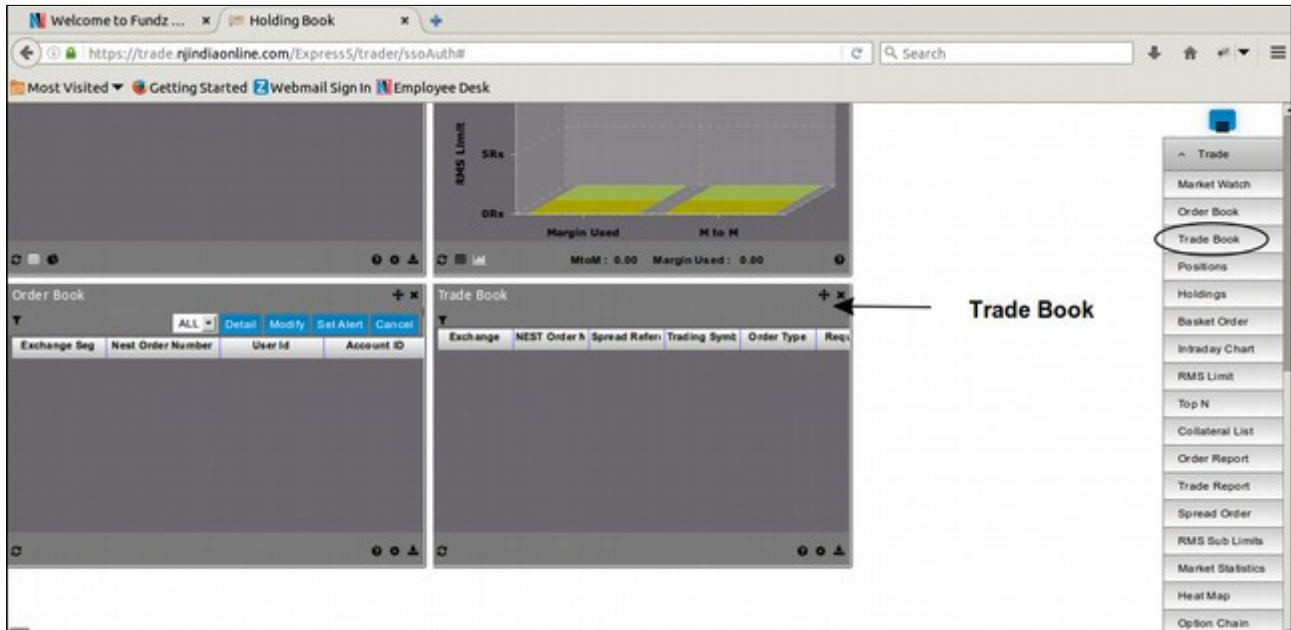 Welcome to Fundz ...
Holding Book
https://trade.njindiaonline.com/Express5/trader/ssoAuth#
Search
Most Visited
Getting Started
Webmail Sign In
Employee Desk
RMS Limit
5Rs
0Rs
Margin Used
M to M
MtoM : 0.00 Margin Used : 0.00
Order Book
ALL Detail Modify Set Alert Cancel
Exchange Seg Nest Order Number User Id Account ID
Trade Book
Exchange NEST Order N Spread Refer Trading Symb Order Type Requ
Trade Book
Trade
Market Watch
Order Book
Trade Book
Positions
Holdings
Basket Order
Intraday Chart
RMS Limit
Top N
Collateral List
Order Report
Trade Report
Spread Order
RMS Sub Limits
Market Statistics
Heat Map
Option Chain